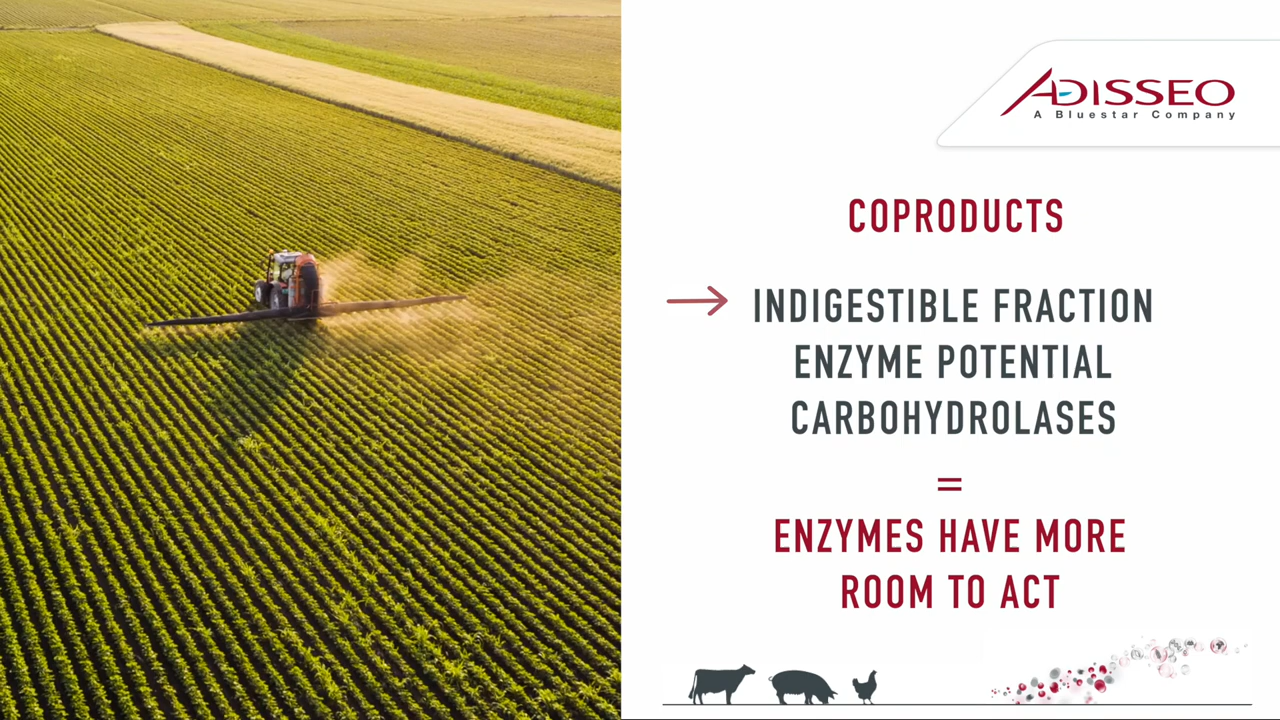 ADISSEO
A Bluestar Company
COPRODUCTS
→ INDIGESTIBLE FRACTION
ENZYME POTENTIAL
CARBOHYDROLASES
=
ENZYMES HAVE MORE
ROOM TO ACT